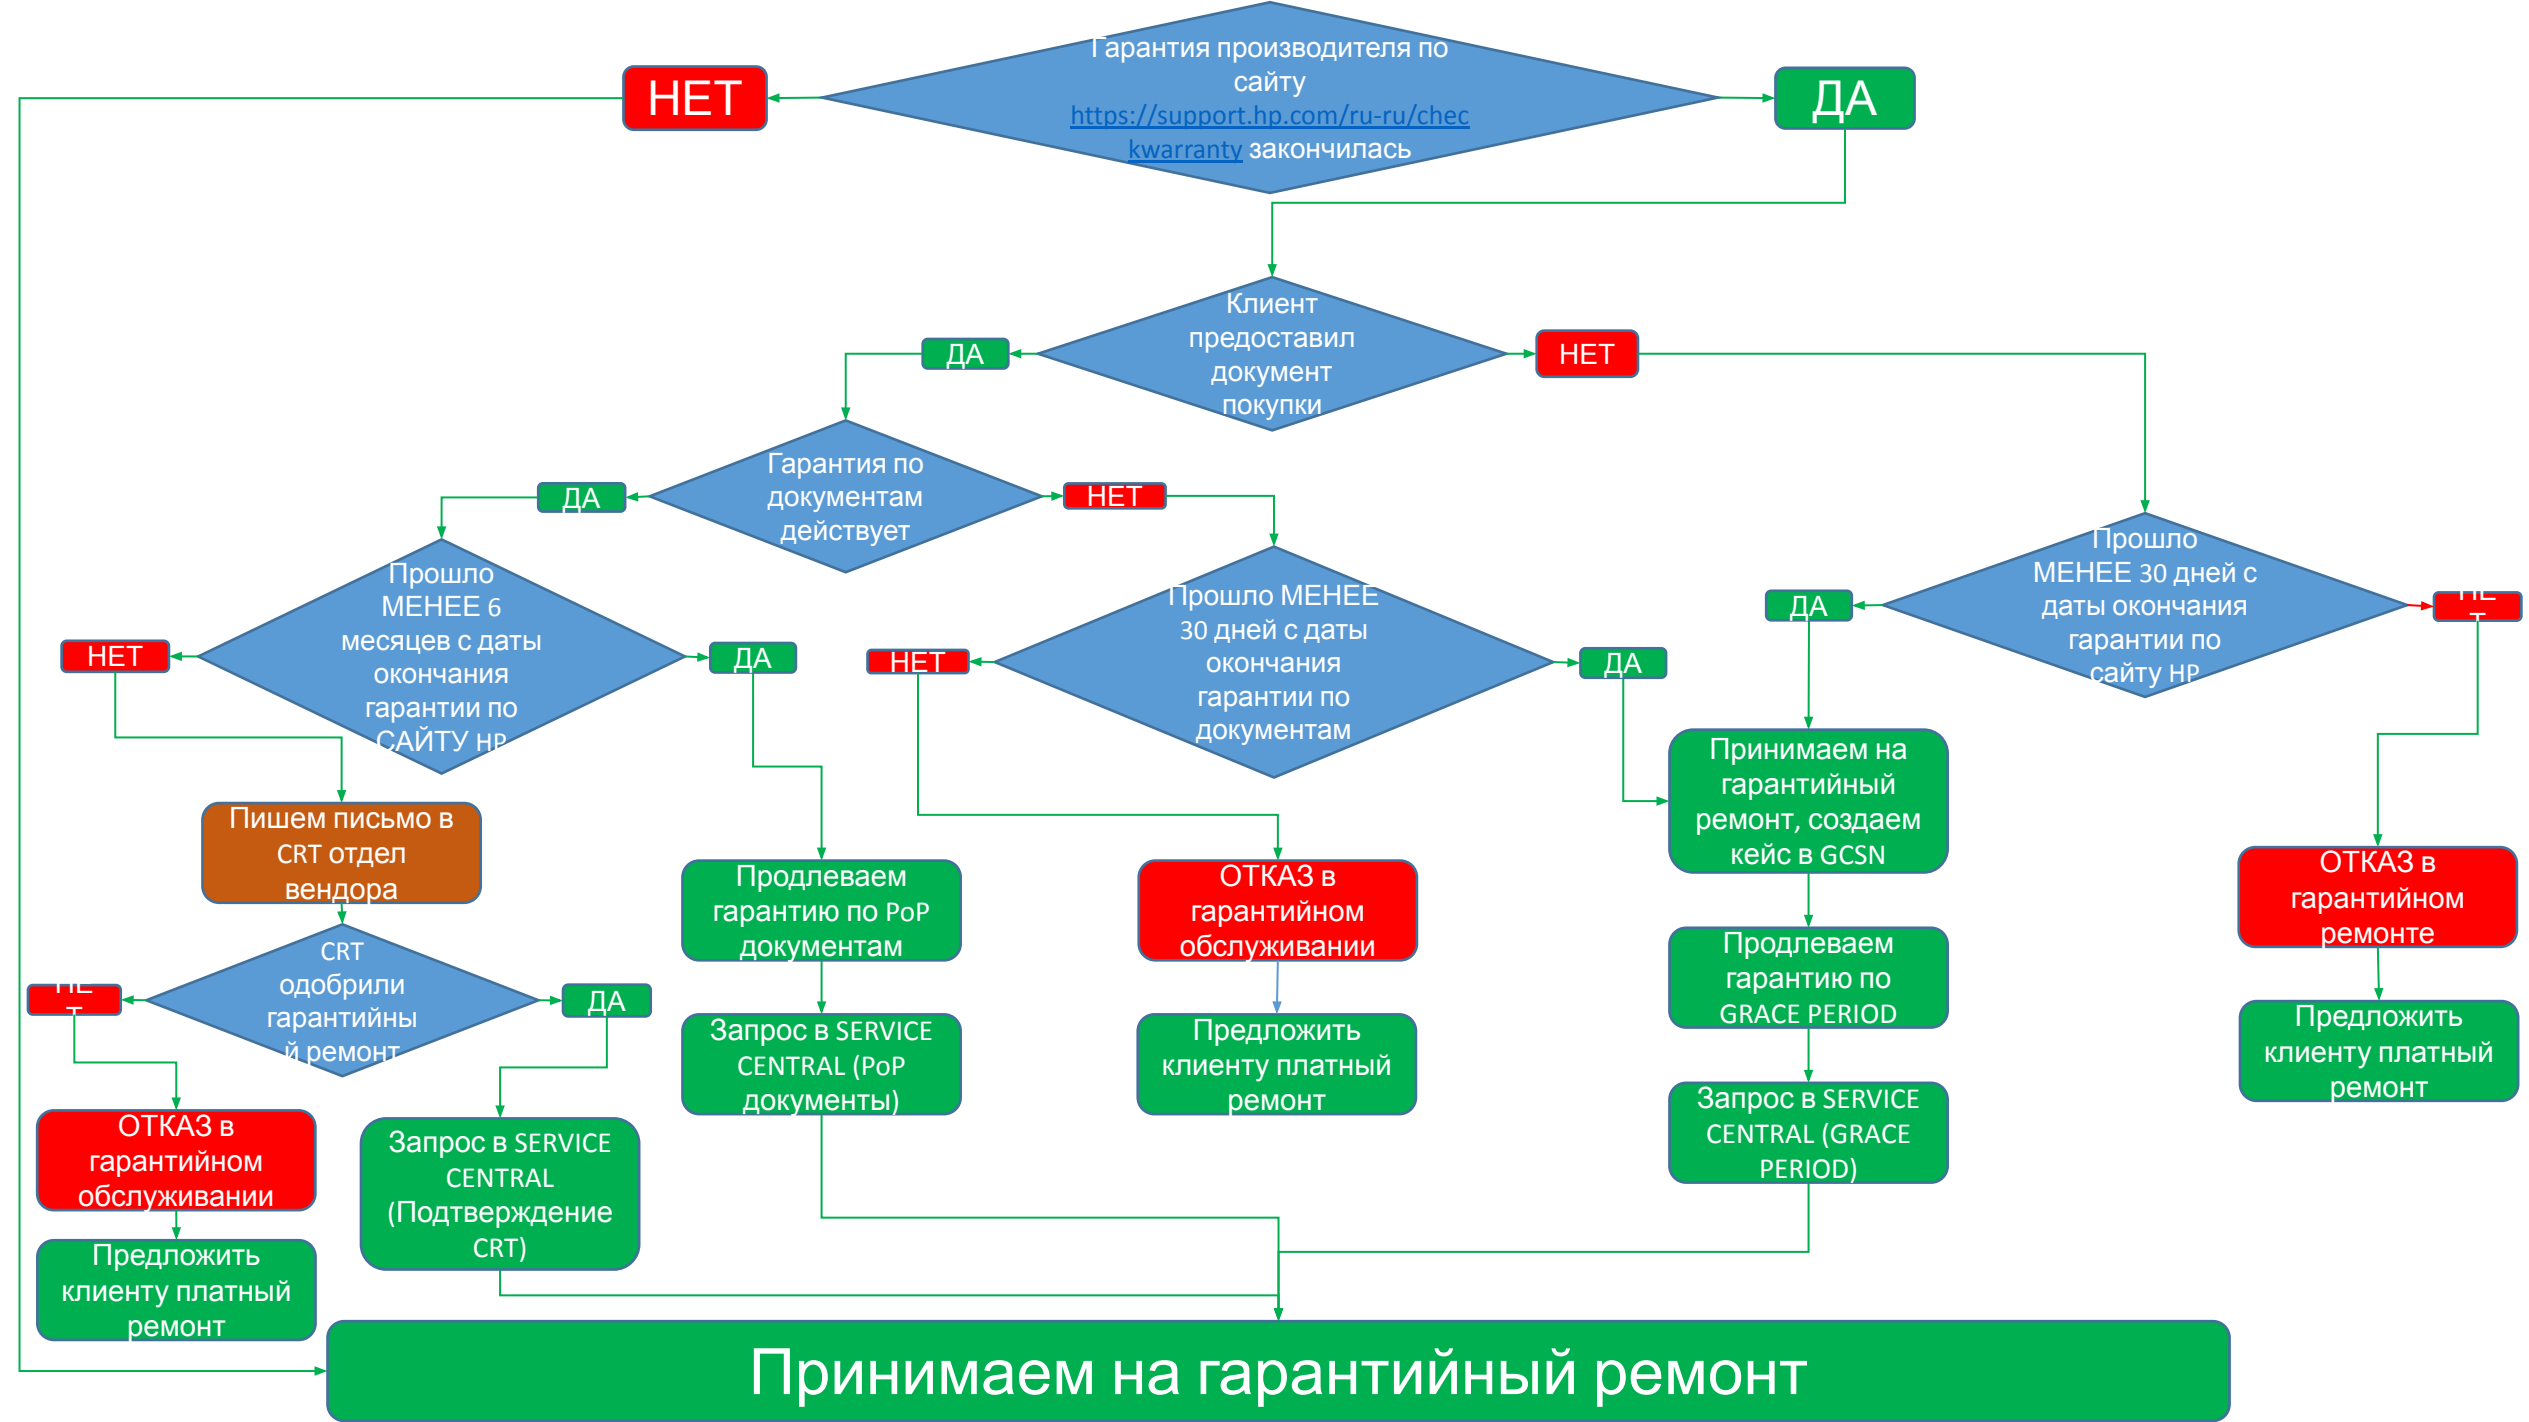 Гарантия производителя по
сайту
https://support.hp.com/ru-ru/chec
kwarranty закончилась
НЕТ
ДА
Клиент
предоставил
документ
покупки
ДА
НЕТ
Гарантия по
документам
действует
ДА
НЕТ
Прошло
МЕНЕЕ 6
месяцев с даты
окончания
гарантии по
САЙТУ HP
НЕТ
ДА
Прошло МЕНЕЕ
30 дней с даты
окончания
гарантии по
документам
НЕТ
ДА
Прошло
МЕНЕЕ 30 дней с
даты окончания
гарантии по
сайту HP
ДА
НЕ
Т
Пишем письмо в
CRT отдел
вендора
CRT
одобрили
гарантийны
й ремонт
НЕ
Т
ДА
ОТКАЗ в
гарантийном
обслуживании
Предложить
клиенту платный
ремонт
Запрос в SERVICE
CENTRAL
(Подтверждение
CRT)
Продлеваем
гарантию по PoP
документам
Запрос в SERVICE
CENTRAL (PoP
документы)
ОТКАЗ в
гарантийном
обслуживании
Предложить
клиенту платный
ремонт
Принимаем на
гарантийный
ремонт, создаем
кейс в GCSN
Продлеваем
гарантию по
GRACE PERIOD
Запрос в SERVICE
CENTRAL (GRACE
PERIOD)
ОТКАЗ в
гарантийном
ремонте
Предложить
клиенту платный
ремонт
Принимаем на гарантийный ремонт